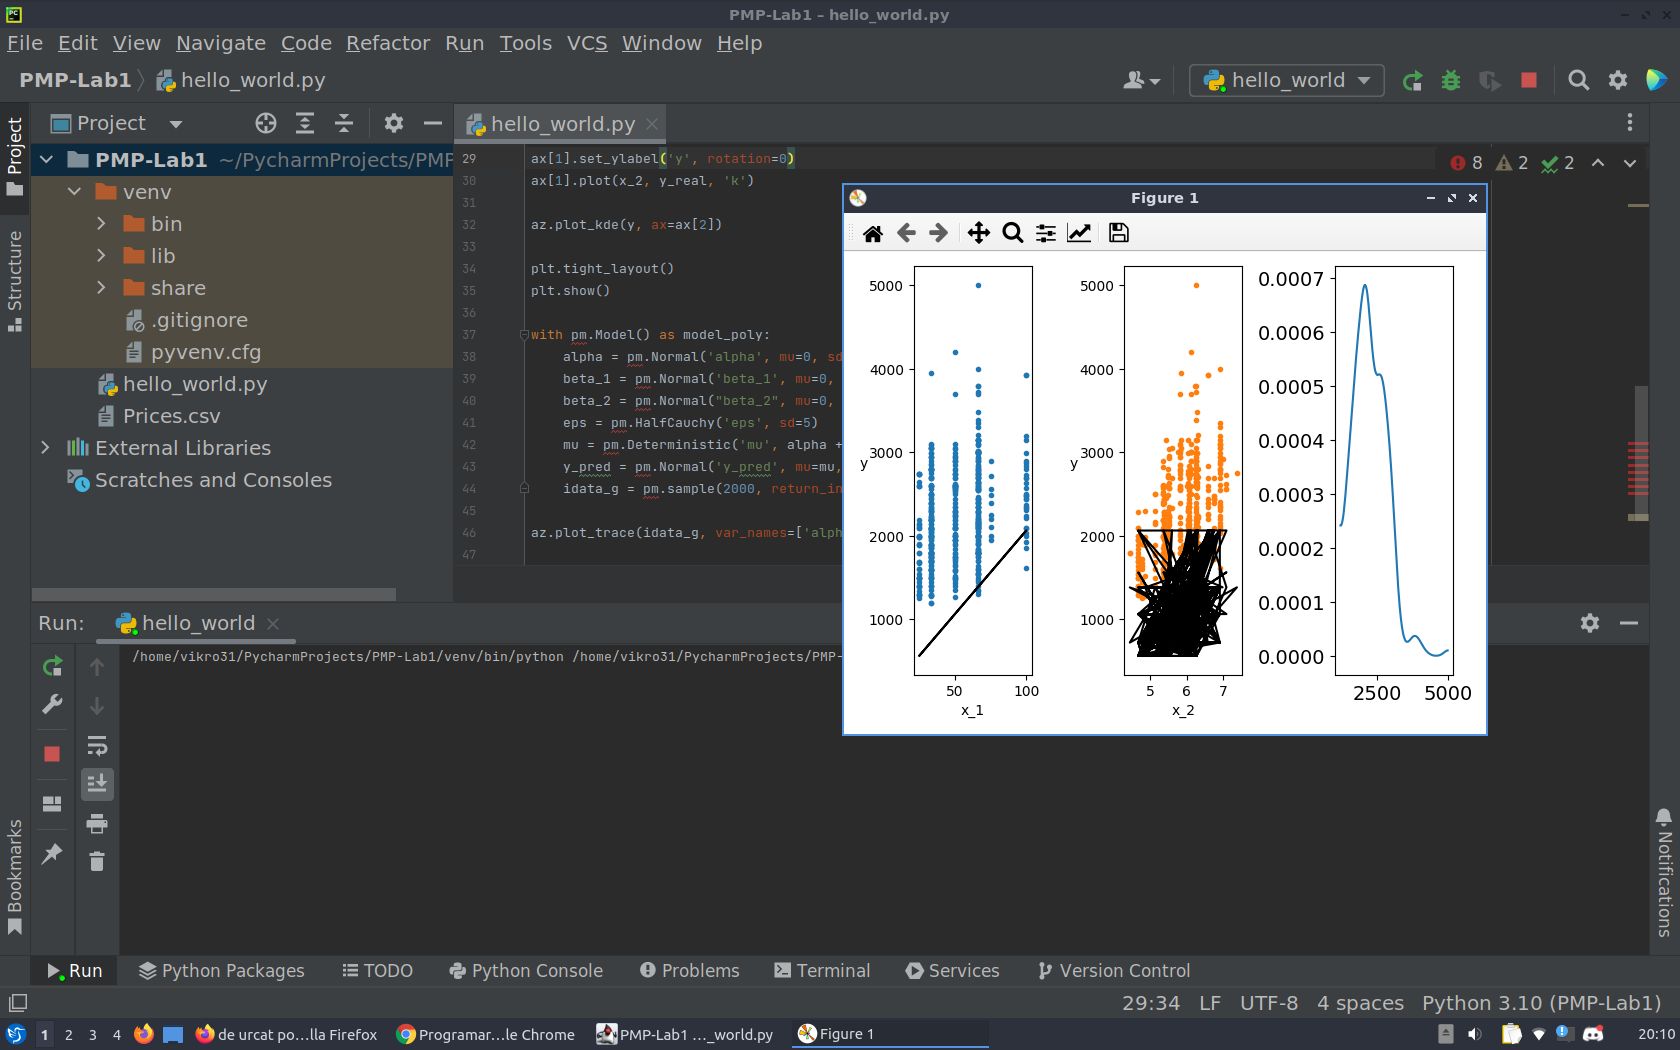 PMP-Lab1 – hello_world.py
File Edit View Navigate Code Refactor Run Tools VCS Window Help
PMP-Lab1 hello_world.py
hello_world
Project
hello_world.py
PMP-Lab1 ~/PycharmProjects/PMP
venv
bin
lib
share
.gitignore
pyvenv.cfg
hello_world.py
Prices.csv
External Libraries
Scratches and Consoles
Project
Structure
Bookmarks
Notifications
8 2 2
29 ax[1].set_ylabel('y', rotation=0)
30 ax[1].plot(x_2, y_real, 'k')
31
32 az.plot_kde(y, ax=ax[2])
33
34 plt.tight_layout()
35 plt.show()
36
37 with pm.Model() as model_poly:
38 alpha = pm.Normal('alpha', mu=0, sd
39 beta_1 = pm.Normal('beta_1', mu=0,
40 beta_2 = pm.Normal("beta_2", mu=0,
41 eps = pm.HalfCauchy('eps', sd=5)
42 mu = pm.Deterministic('mu', alpha +
43 y_pred = pm.Normal('y_pred', mu=mu,
44 idata_g = pm.sample(2000, return_in
45
46 az.plot_trace(idata_g, var_names=['alph
47
Figure 1
5000
4000
3000
y
2000
1000
50 100
x_1
5000
4000
3000
y
2000
1000
5 6 7
x_2
0.0007
0.0006
0.0005
0.0004
0.0003
0.0002
0.0001
0.0000
2500 5000
Run: hello_world
/home/vikro31/PycharmProjects/PMP-Lab1/venv/bin/python /home/vikro31/PycharmProjects/PMP-
Run Python Packages TODO Python Console Problems Terminal Services Version Control
29:34 LF UTF-8 4 spaces Python 3.10 (PMP-Lab1)
1 2 3 4 de urcat po...lla Firefox Programar...le Chrome PMP-Lab1 ..._world.py Figure 1 20:10